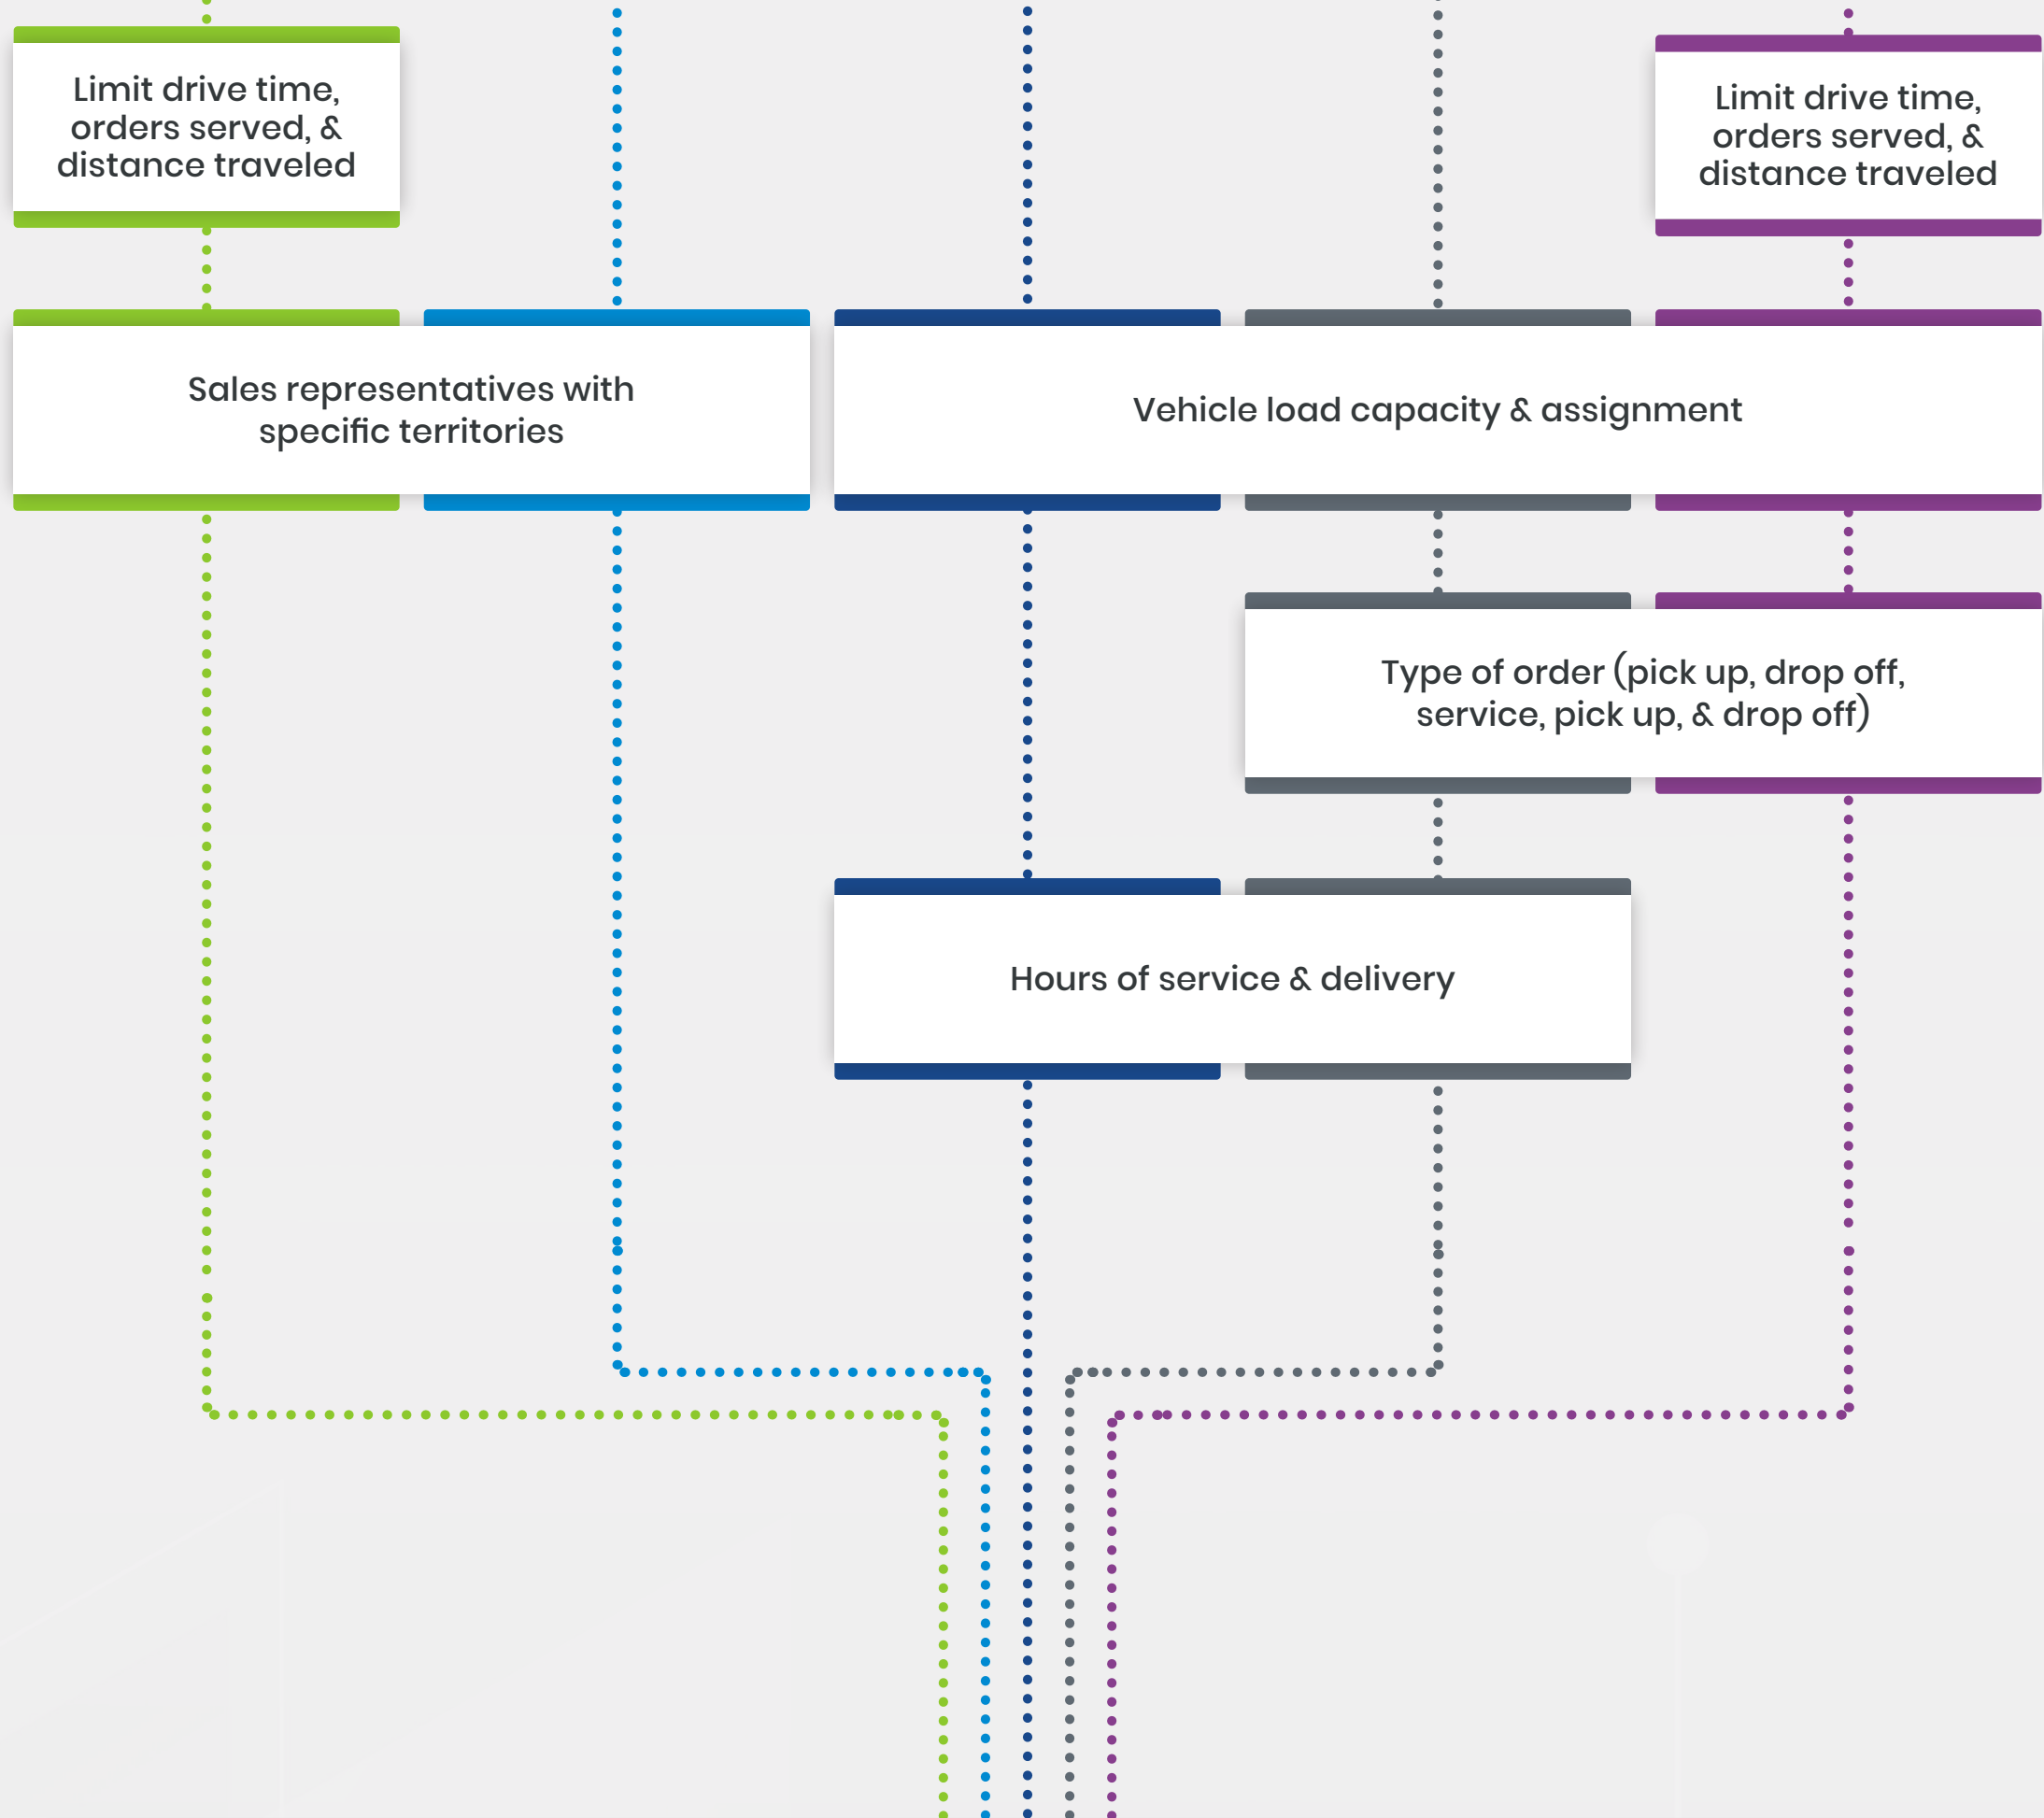 Limit drive time,
orders served, &
distance traveled
Limit drive time,
orders served, &
distance traveled
Sales representatives with
specific territories
Vehicle load capacity & assignment
Type of order (pick up, drop off,
service, pick up, & drop off)
Hours of service & delivery